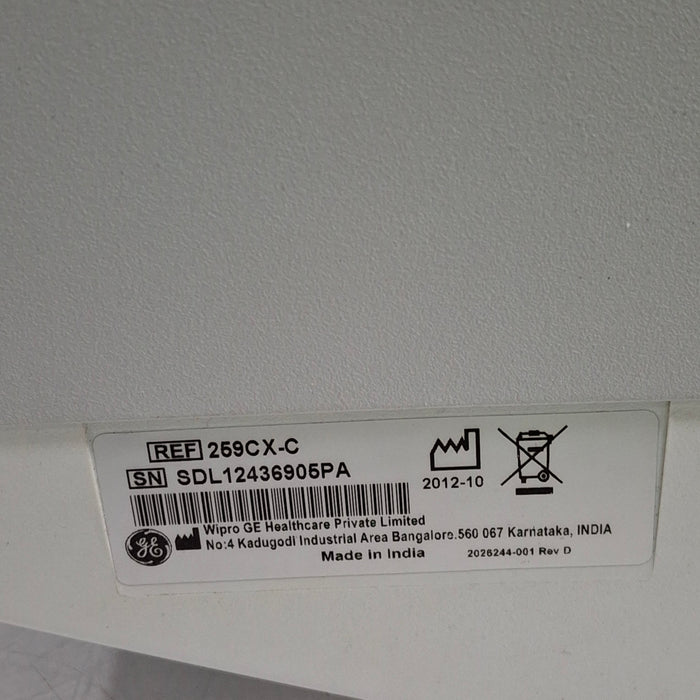 REF 259CX-C
SN SDL12436905PA
2012-10
GE
Wipro GE Healthcare Private Limited
No:4 Kadugodi Industrial Area Bangalore.560 067 Karnataka, INDIA
Made in India
2026244-001 Rev D